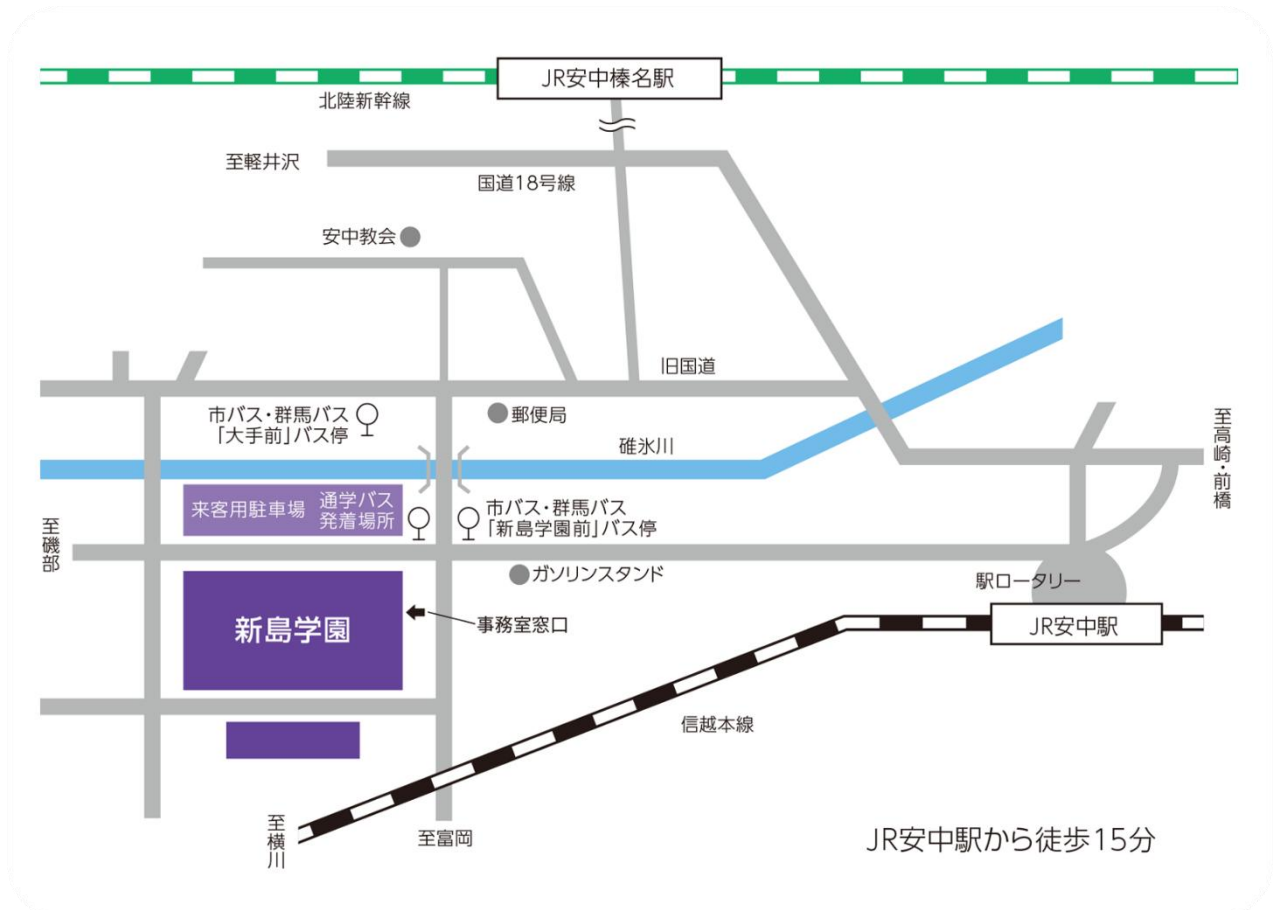 JR安中榛名駅
北陸新幹線
至軽井沢
国道18号線
安中教会
旧国道
市バス・群馬バス
「大手前」バス停
郵便局
至高崎・前橋
碓氷川
来客用駐車場
通学バス
発着場所
市バス・群馬バス
「新島学園前」バス停
至磯部
ガソリンスタンド
駅ロータリー
新島学園
事務室窓口
JR安中駅
信越本線
至横川
至富岡
JR安中駅から徒歩15分